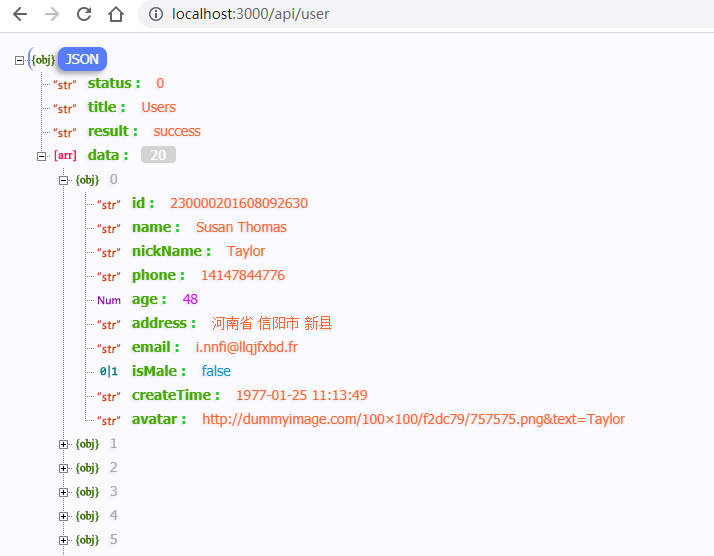 localhost:3000/api/user
{obj} JSON
"str" status : 0
"str" title : Users
"str" result : success
[arr] data : 20
{obj} 0
"str" id : 230000201608092630
"str" name : Susan Thomas
"str" nickName : Taylor
"str" phone : 14147844776
Num age : 48
"str" address : 河南省 信阳市 新县
"str" email : i.nnfi@llqjfxbd.fr
0|1 isMale : false
"str" createTime : 1977-01-25 11:13:49
"str" avatar : http://dummyimage.com/100×100/f2dc79/757575.png&text=Taylor
{obj} 1
{obj} 2
{obj} 3
{obj} 4
{obj} 5